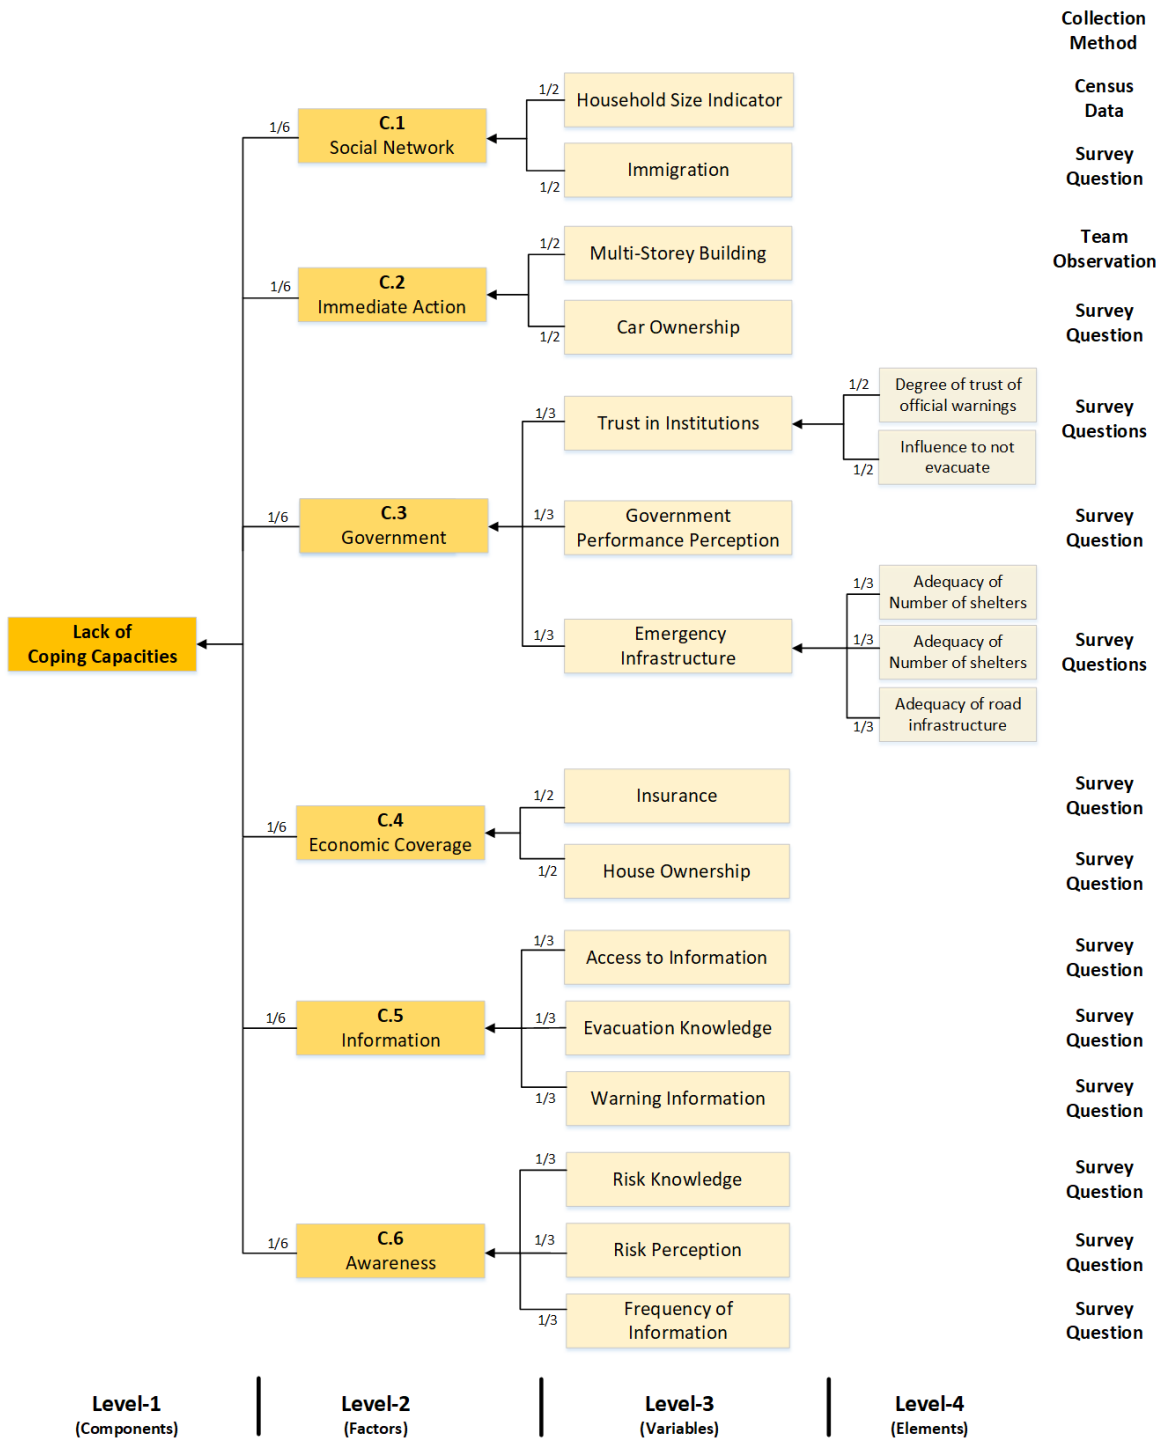 Collection
Method
1/2
Household Size Indicator
Census
Data
1/6
C.1
Social Network
1/2
Immigration
Survey
Question
1/2
Multi-Storey Building
Team
Observation
1/6
C.2
Immediate Action
1/2
Car Ownership
Survey
Question
1/3
Trust in Institutions
1/2
Degree of trust of
official warnings
1/2
Influence to not
evacuate
Survey
Questions
1/6
C.3
Government
1/3
Government
Performance Perception
Survey
Question
1/3
Emergency
Infrastructure
1/3
Adequacy of
Number of shelters
1/3
Adequacy of
Number of shelters
1/3
Adequacy of road
infrastructure
Survey
Questions
Lack of
Coping Capacities
1/2
Insurance
Survey
Question
1/6
C.4
Economic Coverage
1/2
House Ownership
Survey
Question
1/3
Access to Information
Survey
Question
1/6
C.5
Information
1/3
Evacuation Knowledge
Survey
Question
1/3
Warning Information
Survey
Question
1/3
Risk Knowledge
Survey
Question
1/6
C.6
Awareness
1/3
Risk Perception
Survey
Question
1/3
Frequency of
Information
Survey
Question
Level-1
(Components)
Level-2
(Factors)
Level-3
(Variables)
Level-4
(Elements)